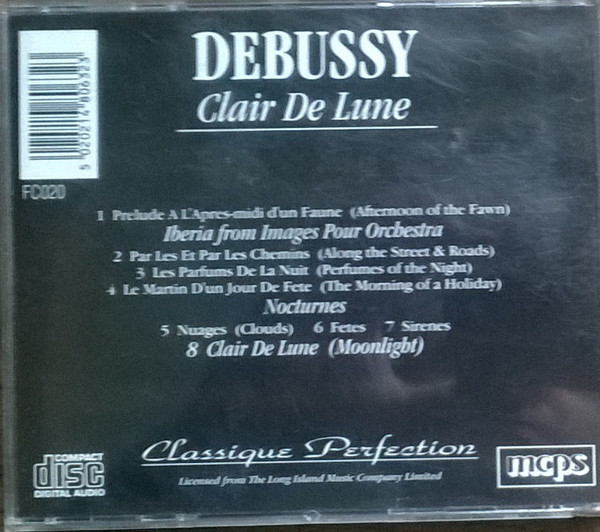 DEBUSSY
Clair De Lune
5 020214 806323
FC020
1 Prelude A L'Apres-midi d'un Faune (Afternoon of the Fawn)
Iberia from Images Pour Orchestra
2 Par Les Et Par Les Chemins (Along the Street & Roads)
3 Les Parfums De La Nuit (Perfumes of the Night)
4 Le Martin D'un Jour De Fete (The Morning of a Holiday)
Nocturnes
5 Nuages (Clouds) 6 Fetes 7 Sirenes
8 Clair De Lune (Moonlight)
Classique Perfection
Licensed from The Long Island Music Company Limited
COMPACT
disc
DIGITAL AUDIO
mcps